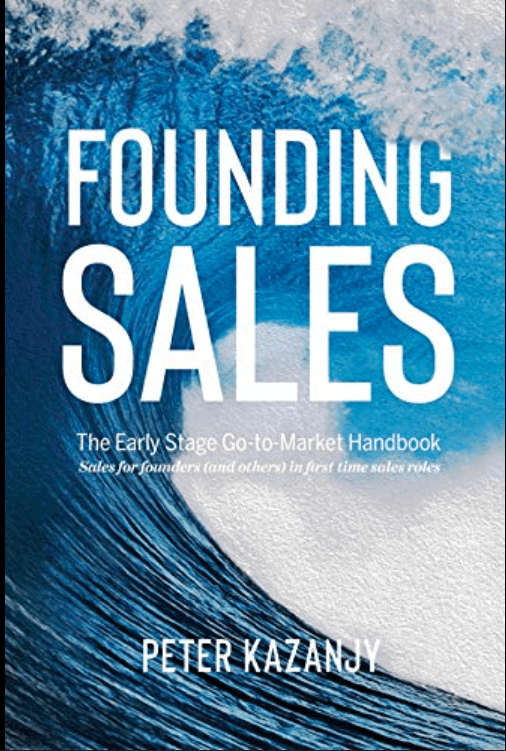 FOUNDING
SALES
The Early Stage Go-to-Market Handbook
Sales for founders (and others) in first time sales roles
PETER KAZANJY